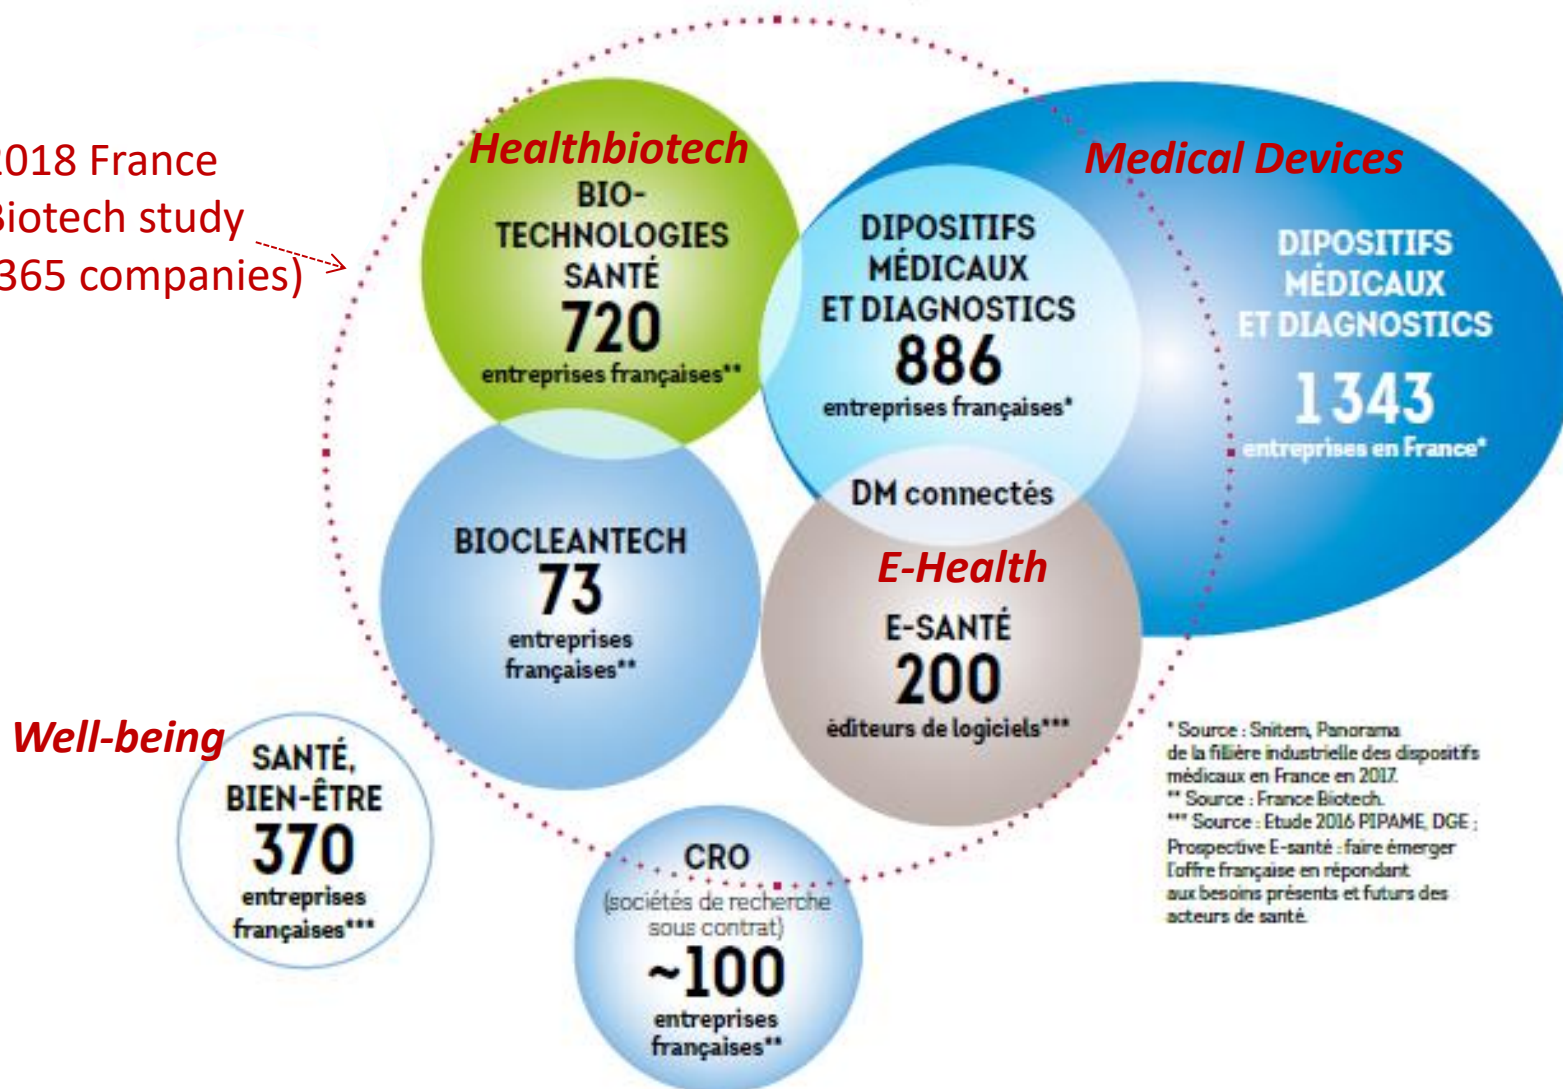 2018 France
Biotech study
365 companies)
Healthbiotech
BIO-
TECHNOLOGIES
SANTÉ
720
entreprises françaises**
Medical Devices
DIPOSITIFS
MÉDICAUX
ET DIAGNOSTICS
886
entreprises françaises*
DIPOSITIFS
MÉDICAUX
ET DIAGNOSTICS
1343
entreprises en France*
DM connectés
BIOCLEANTECH
73
entreprises
françaises**
E-Health
E-SANTÉ
200
éditeurs de logiciels***
Well-being
SANTÉ,
BIEN-ÊTRE
370
entreprises
françaises***
CRO
(sociétés de recherche
sous contrat)
~100
entreprises
françaises**
* Source : Snitem, Panorama
de la fillière industrielle des dispositifs
médicaux en France en 2017.
** Source : France Biotech.
*** Source : Etude 2016 PIPAME, DGE ;
Prospective E-santé : faire émerger
l'offre française en répondant
aux besoins présents et futurs des
acteurs de santé.